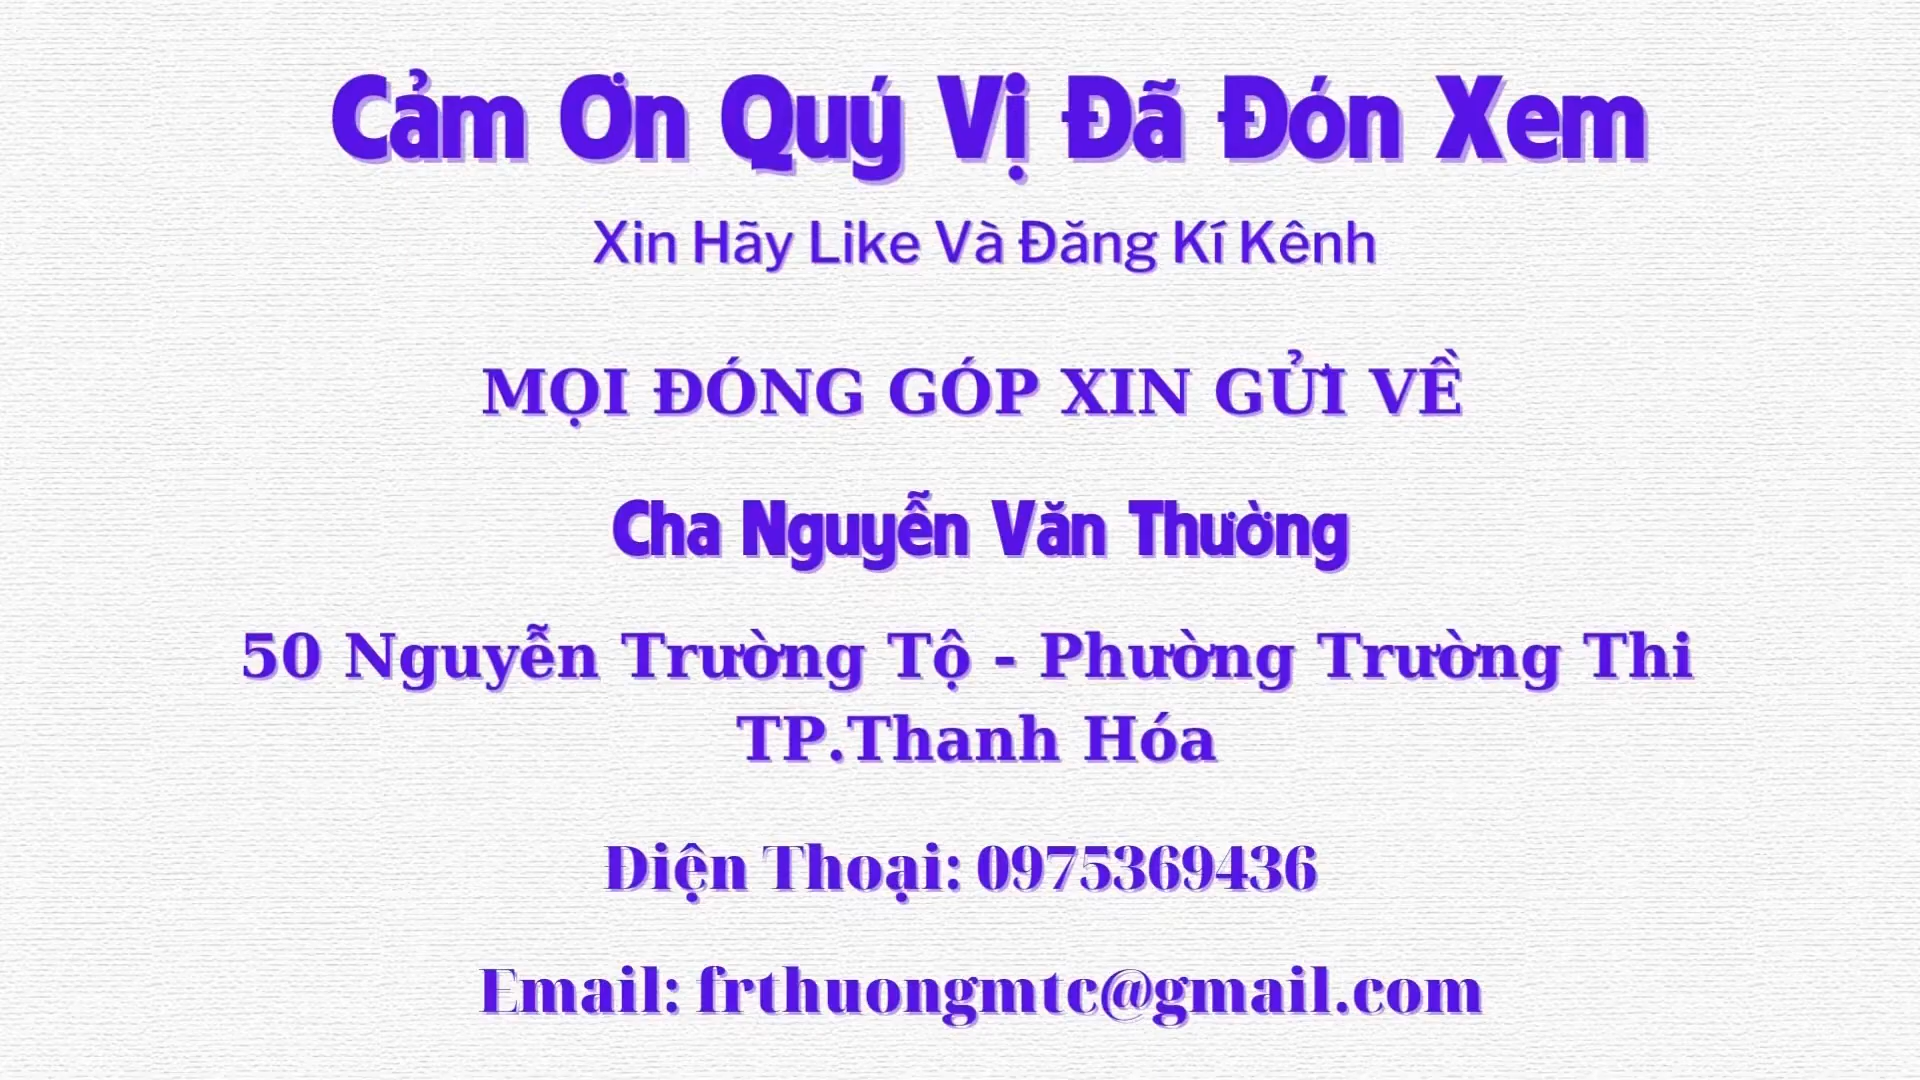 Cảm Ơn Quý Vị Đã Đón Xem
Xin Hãy Like Và Đăng Kí Kênh
MỌI ĐÓNG GÓP XIN GỬI VỀ
Cha Nguyễn Văn Thường
50 Nguyễn Trường Tộ - Phường Trường Thi
TP.Thanh Hóa
Điện Thoại: 0975369436
Email: frthuongmtc@gmail.com